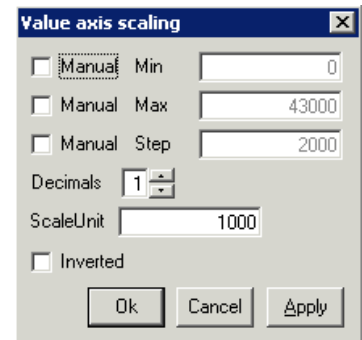 Value axis scaling
Manual Min 0
Manual Max 43000
Manual Step 2000
Decimals 1
ScaleUnit 1000
Inverted
Ok Cancel Apply